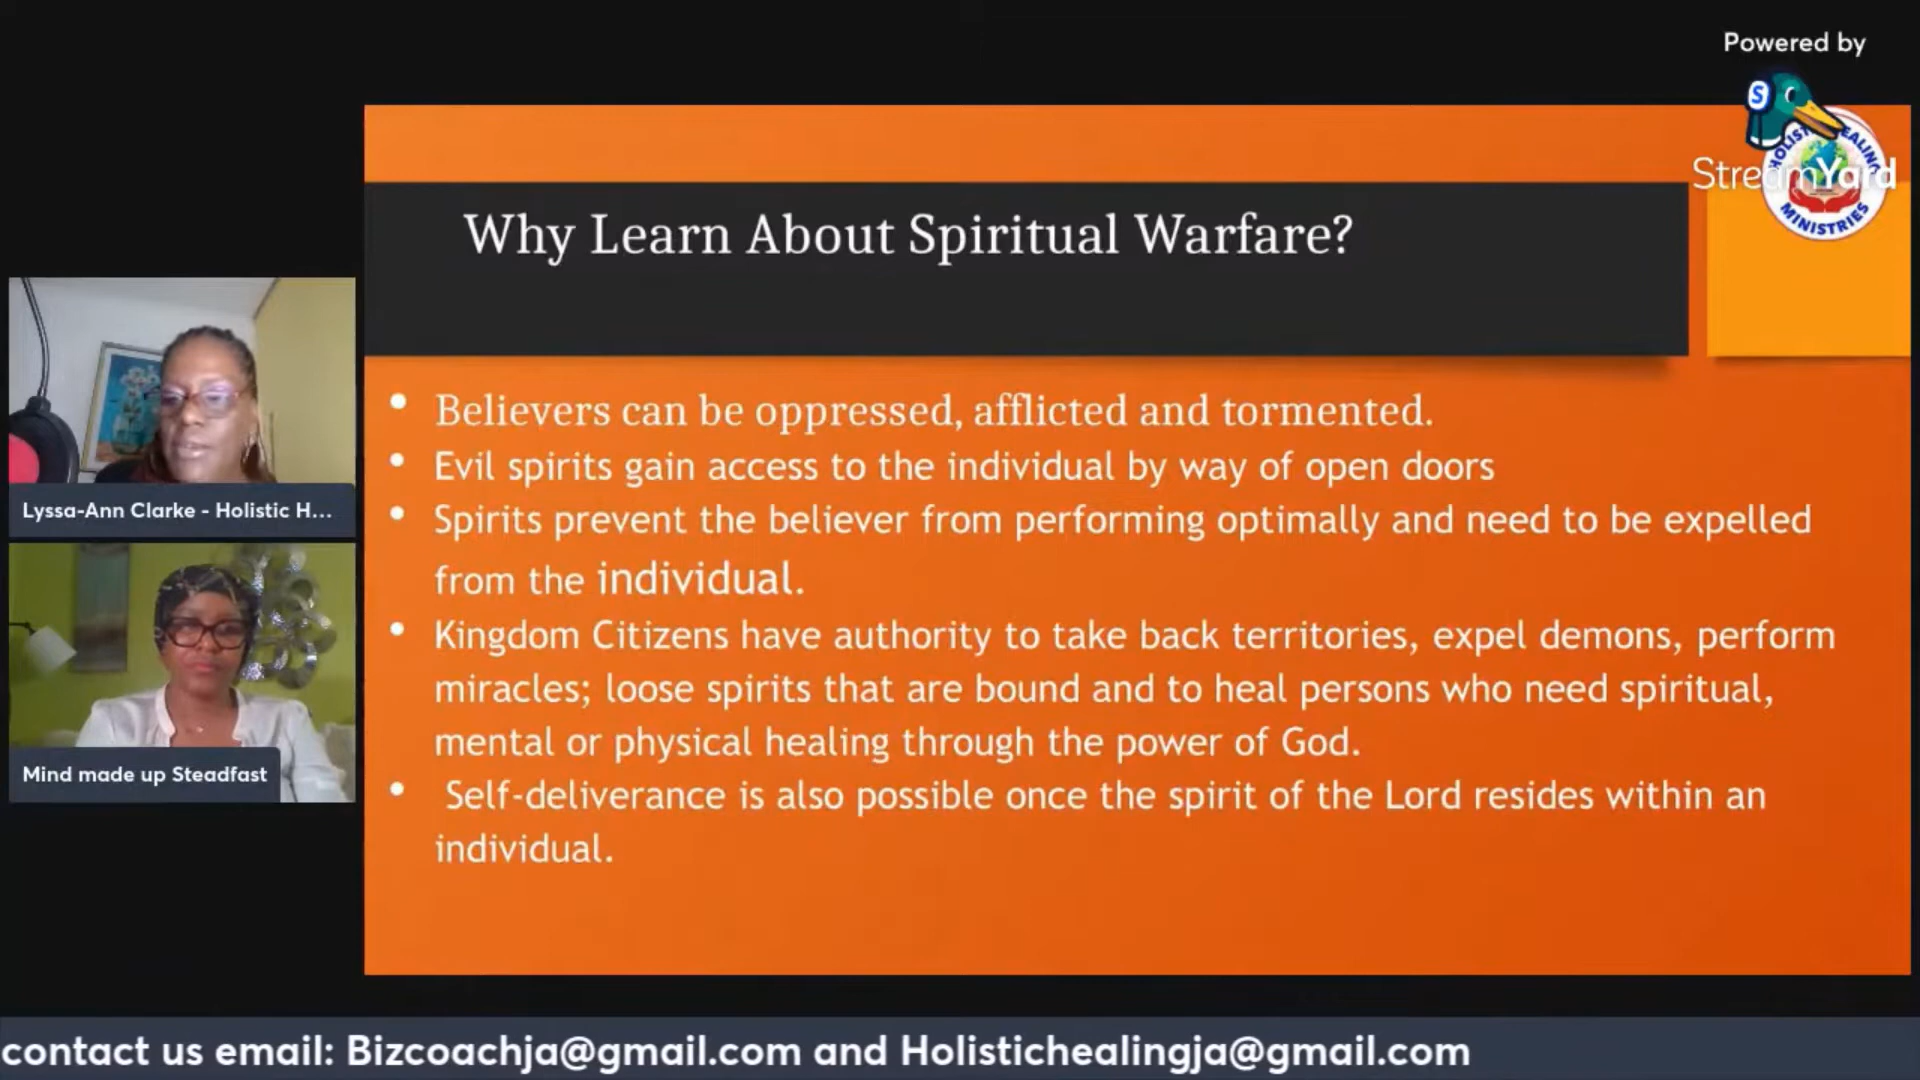 Powered by
S
StreamYard
HOLIST EALING
MINISTRIES
Why Learn About Spiritual Warfare?
• Believers can be oppressed, afflicted and tormented.
• Evil spirits gain access to the individual by way of open doors
• Spirits prevent the believer from performing optimally and need to be expelled
from the individual.
• Kingdom Citizens have authority to take back territories, expel demons, perform
miracles; loose spirits that are bound and to heal persons who need spiritual,
mental or physical healing through the power of God.
• Self-deliverance is also possible once the spirit of the Lord resides within an
individual.
Lyssa-Ann Clarke - Holistic H...
Mind made up Steadfast
contact us email: Bizcoachja@gmail.com and Holistichealingja@gmail.com